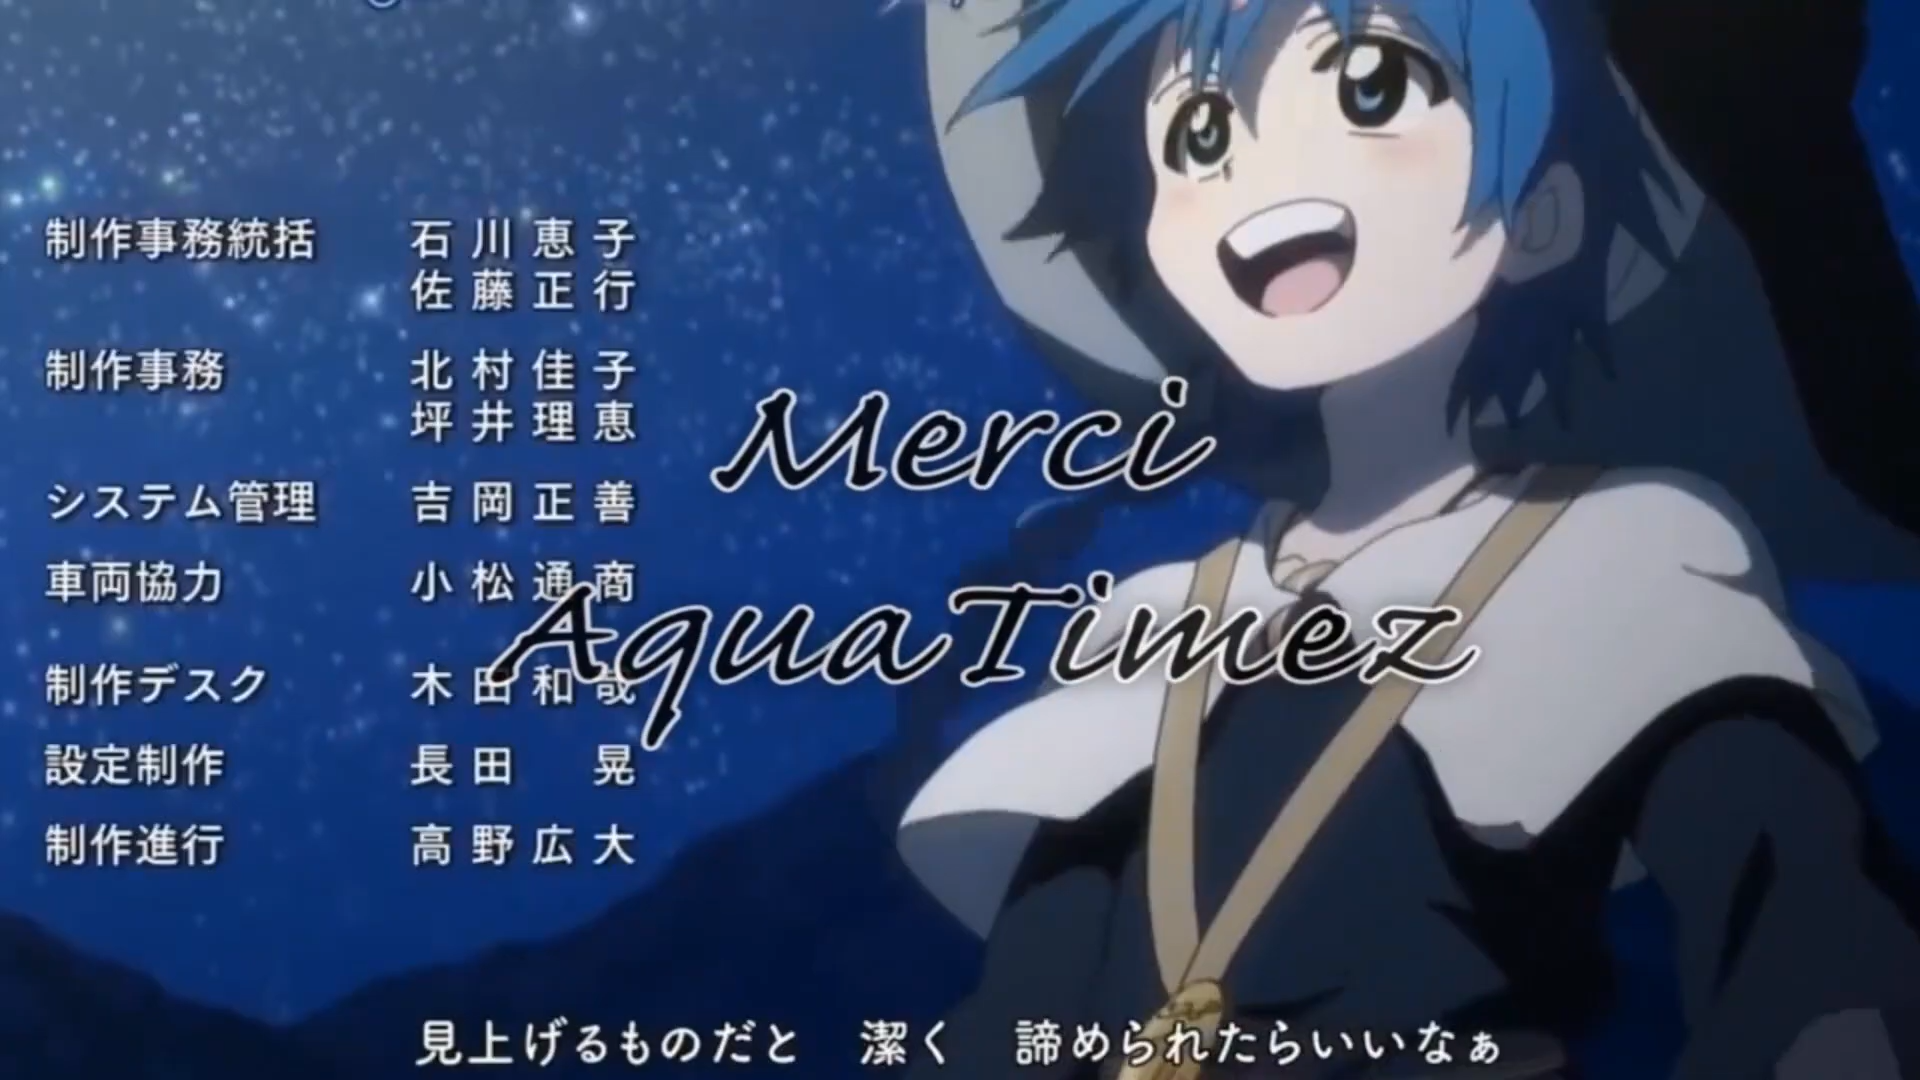 制作事務統括 石川恵子
佐藤正行
制作事務 北村佳子
坪井理恵
システム管理 吉岡正善
車両協力 小松通商
制作デスク 木田和哉
設定制作 長田 晃
制作進行 高野広大
Merci
Aqua Timez
見上げるものだと 潔く 諦められたらいいなぁ